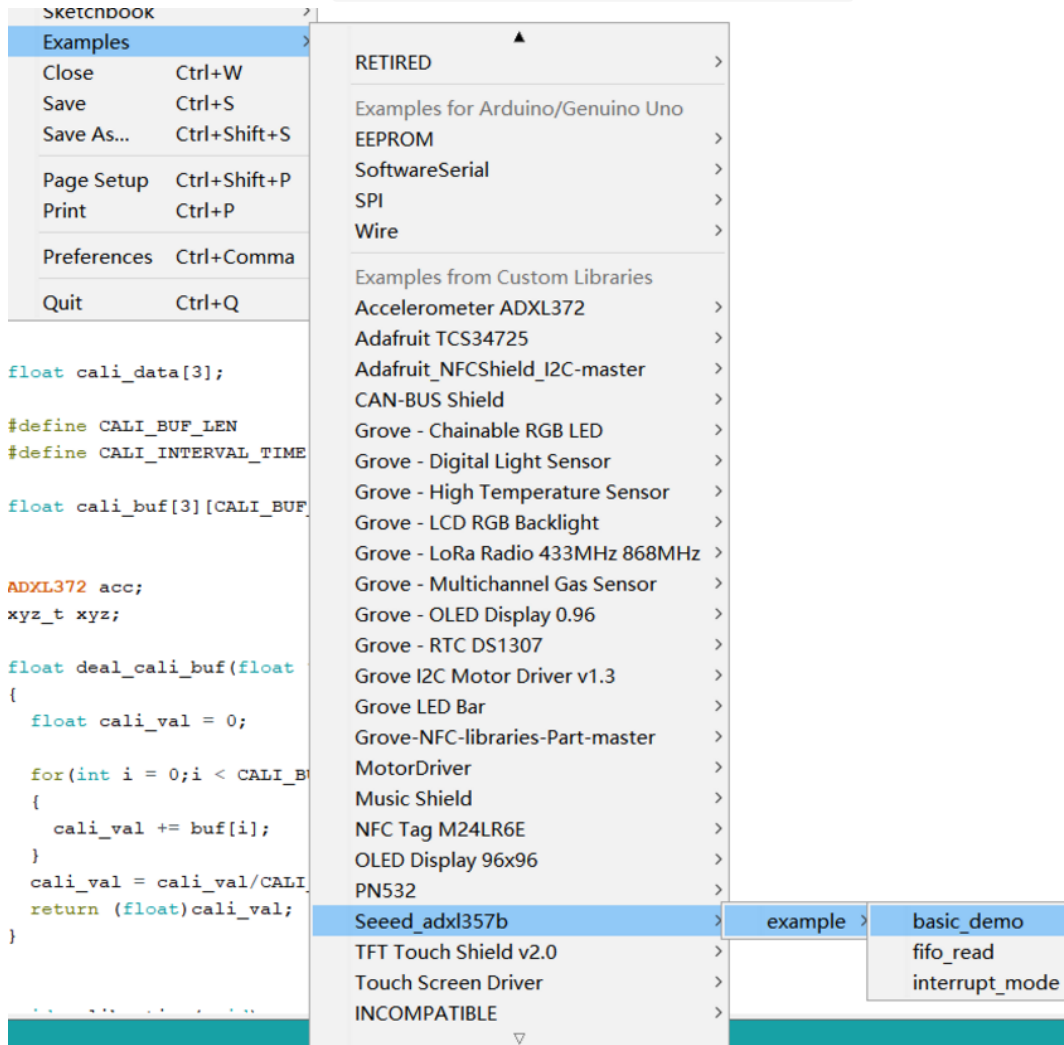 Sketchbook
Examples
Close Ctrl+W
Save Ctrl+S
Save As... Ctrl+Shift+S
Page Setup Ctrl+Shift+P
Print Ctrl+P
Preferences Ctrl+Comma
Quit Ctrl+Q
float cali_data[3];
#define CALI_BUF_LEN
#define CALI_INTERVAL_TIME
float cali_buf[3][CALI_BUF_
ADXL372 acc;
xyz_t xyz;
float deal_cali_buf(float
{
float cali_val = 0;
for(int i = 0;i < CALI_BU
{
cali_val += buf[i];
}
cali_val = cali_val/CALI_
return (float)cali_val;
}
RETIRED
Examples for Arduino/Genuino Uno
EEPROM
SoftwareSerial
SPI
Wire
Examples from Custom Libraries
Accelerometer ADXL372
Adafruit TCS34725
Adafruit_NFCShield_I2C-master
CAN-BUS Shield
Grove - Chainable RGB LED
Grove - Digital Light Sensor
Grove - High Temperature Sensor
Grove - LCD RGB Backlight
Grove - LoRa Radio 433MHz 868MHz
Grove - Multichannel Gas Sensor
Grove - OLED Display 0.96
Grove - RTC DS1307
Grove I2C Motor Driver v1.3
Grove LED Bar
Grove-NFC-libraries-Part-master
MotorDriver
Music Shield
NFC Tag M24LR6E
OLED Display 96x96
PN532
Seeed_adxl357b
TFT Touch Shield v2.0
Touch Screen Driver
INCOMPATIBLE
example
basic_demo
fifo_read
interrupt_mode